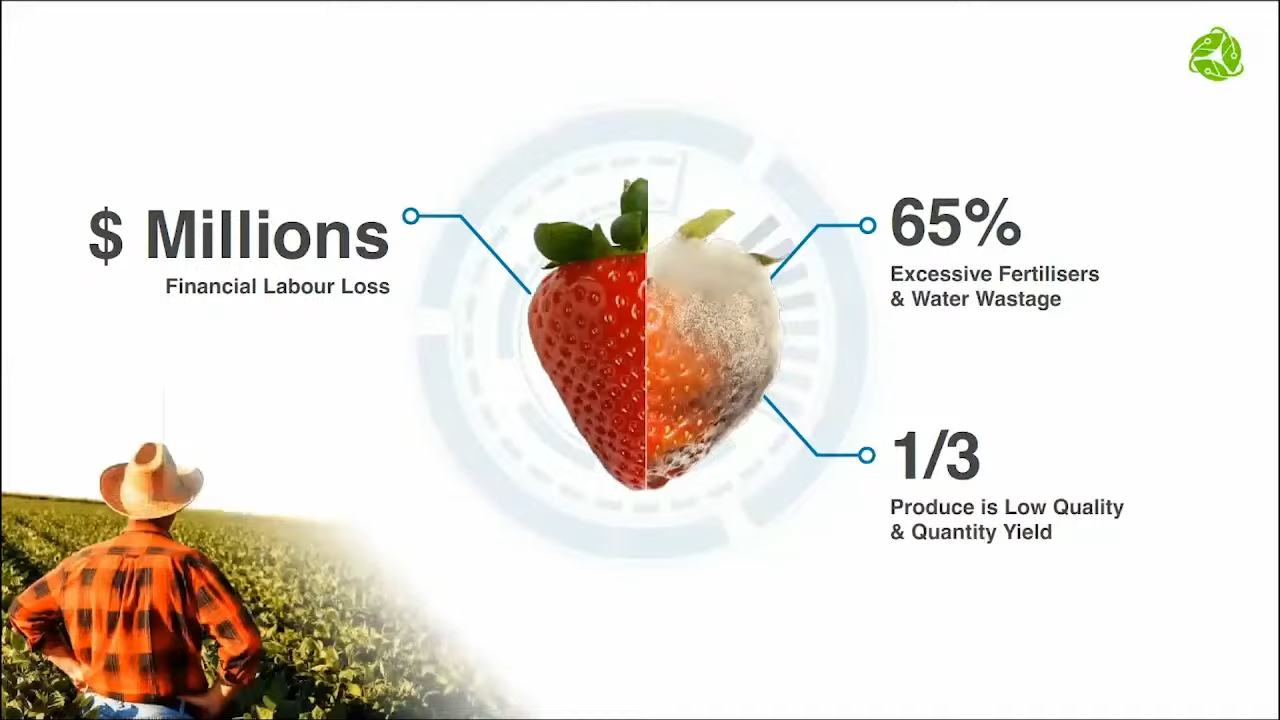 $ Millions
Financial Labour Loss
65%
Excessive Fertilisers
& Water Wastage
1/3
Produce is Low Quality
& Quantity Yield